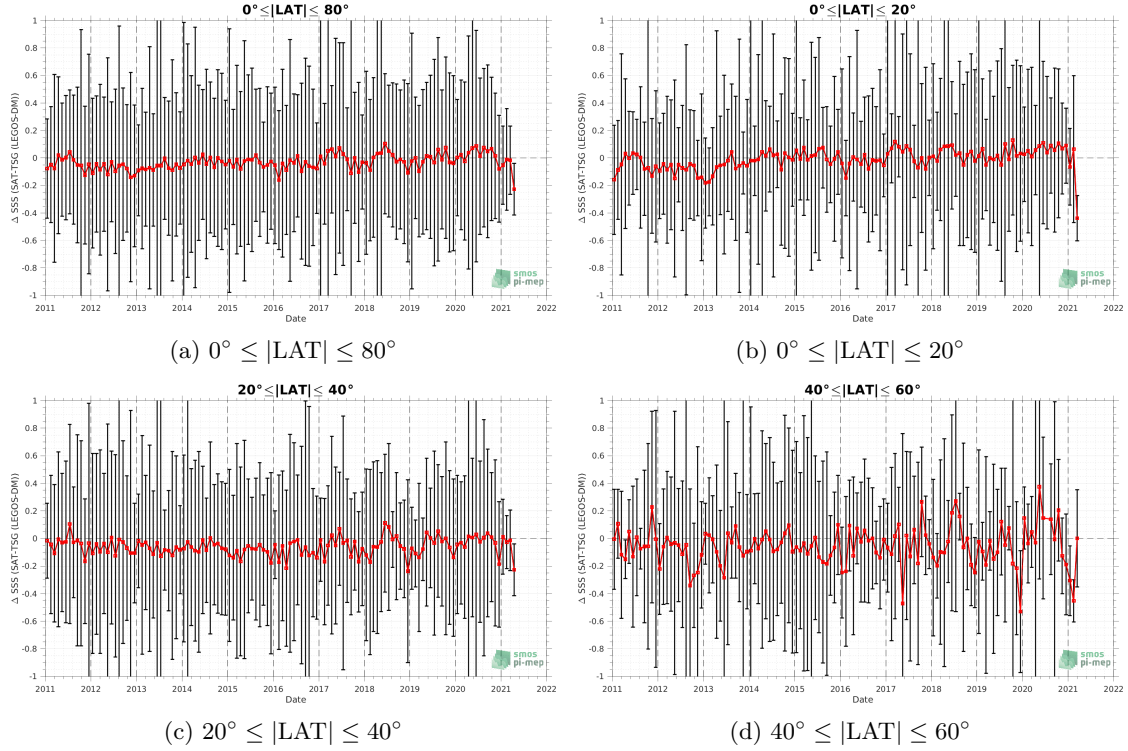 0°≤|LAT|≤ 80°
Δ SSS (SAT-TSG (LEGOS-DM))
1
0.8
0.6
0.4
0.2
0
-0.2
-0.4
-0.6
-0.8
-1
2011 2012 2013 2014 2015 2016 2017 2018 2019 2020 2021 2022
Date
smos
pi-mep
(a) 0° ≤ |LAT| ≤ 80°
0°≤|LAT|≤ 20°
Δ SSS (SAT-TSG (LEGOS-DM))
1
0.8
0.6
0.4
0.2
0
-0.2
-0.4
-0.6
-0.8
-1
2011 2012 2013 2014 2015 2016 2017 2018 2019 2020 2021 2022
Date
smos
pi-mep
(b) 0° ≤ |LAT| ≤ 20°
20°≤|LAT|≤ 40°
Δ SSS (SAT-TSG (LEGOS-DM))
1
0.8
0.6
0.4
0.2
0
-0.2
-0.4
-0.6
-0.8
-1
2011 2012 2013 2014 2015 2016 2017 2018 2019 2020 2021 2022
Date
smos
pi-mep
(c) 20° ≤ |LAT| ≤ 40°
40°≤|LAT|≤ 60°
Δ SSS (SAT-TSG (LEGOS-DM))
1
0.8
0.6
0.4
0.2
0
-0.2
-0.4
-0.6
-0.8
-1
2011 2012 2013 2014 2015 2016 2017 2018 2019 2020 2021 2022
Date
smos
pi-mep
(d) 40° ≤ |LAT| ≤ 60°